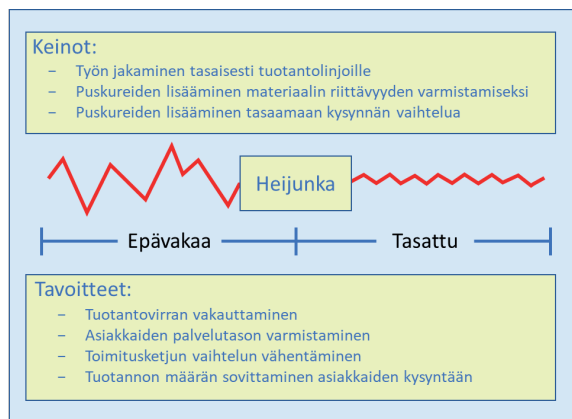 Keinot:
– Työn jakaminen tasaisesti tuotantolinjoille
– Puskureiden lisääminen materiaalin riittävyyden varmistamiseksi
– Puskureiden lisääminen tasaamaan kysynnän vaihtelua
Heijunka
Epävakaa
Tasattu
Tavoitteet:
– Tuotantovirran vakauttaminen
– Asiakkaiden palvelutason varmistaminen
– Toimitusketjun vaihtelun vähentäminen
– Tuotannon määrän sovittaminen asiakkaiden kysyntään